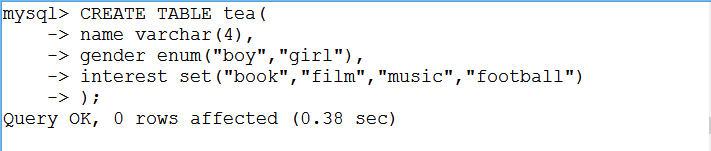 mysql> CREATE TABLE tea(
    -> name varchar(4),
    -> gender enum("boy","girl"),
    -> interest set("book","film","music","football")
    -> );
Query OK, 0 rows affected (0.38 sec)